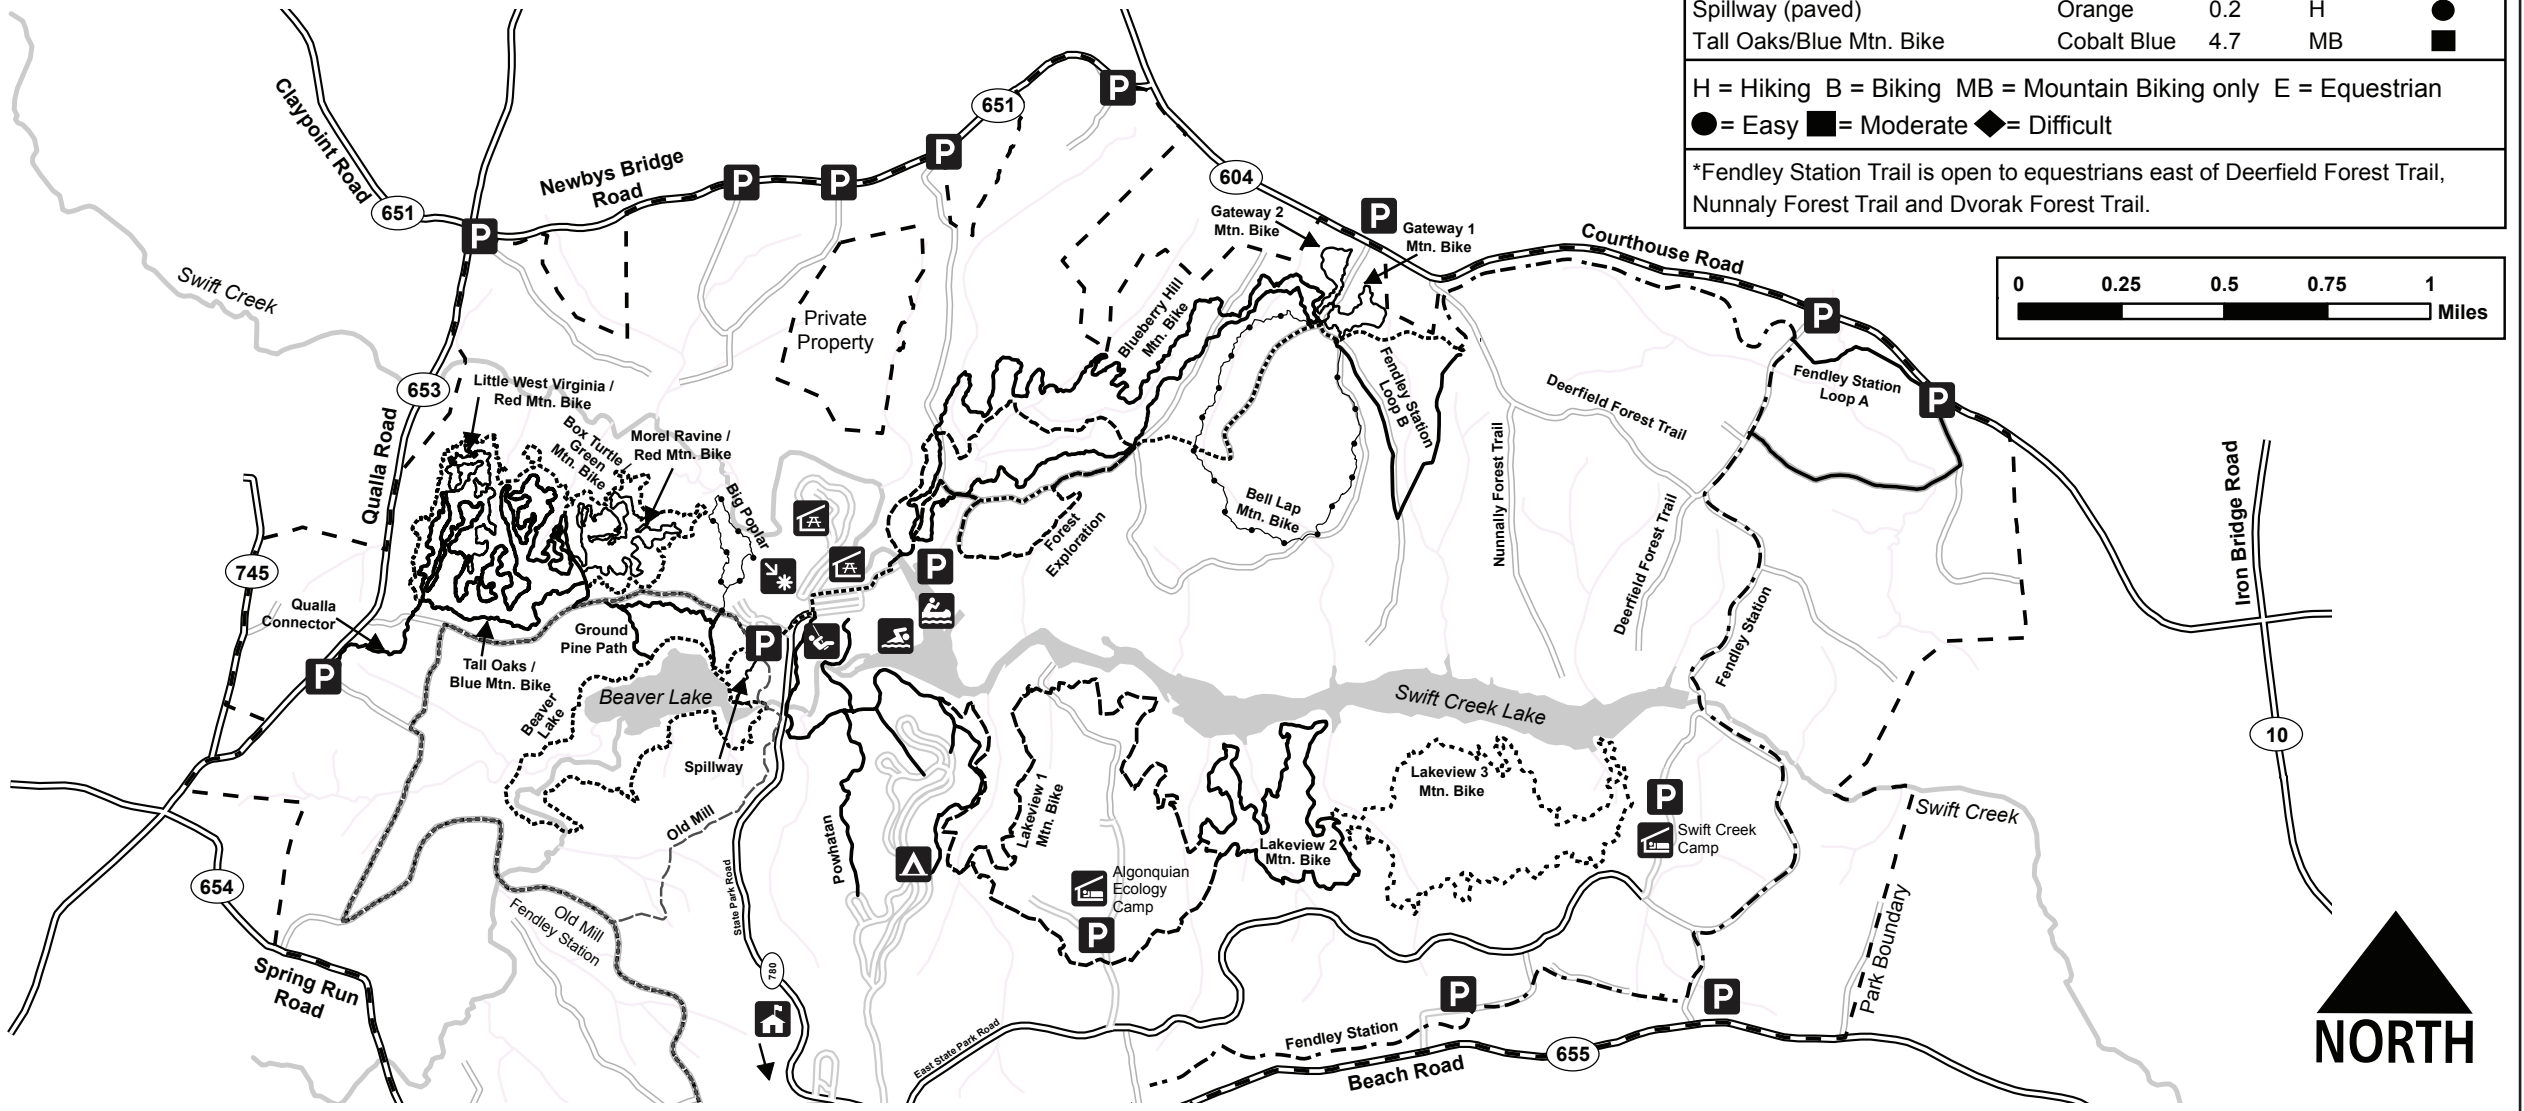 Spillway (paved) Orange 0.2 H
Tall Oaks/Blue Mtn. Bike Cobalt Blue 4.7 MB
H = Hiking B = Biking MB = Mountain Biking only E = Equestrian
= Easy = Moderate = Difficult
*Fendley Station Trail is open to equestrians east of Deerfield Forest Trail,
Nunnaly Forest Trail and Dvorak Forest Trail.
0 0.25 0.5 0.75 1
Miles
Claypoint Road
651
Newbys Bridge
Road
P
P
P
P
P
651
604
Gateway 2
Mtn. Bike
P
Gateway 1
Mtn. Bike
Courthouse Road
P
P
Swift Creek
Private
Property
Blueberry Hill
Mtn. Bike
Fendley Station
Loop B
Fendley Station
Loop A
Deerfield Forest Trail
653
Qualla Road
Little West Virginia /
Red Mtn. Bike
Box Turtle /
Green
Mtn. Bike
Morel Ravine /
Red Mtn. Bike
Big Poplar
Bell Lap
Mtn. Bike
Nunnally Forest Trail
Deerfield Forest Trail
Iron Bridge Road
Forest
Exploration
745
Qualla
Connector
P
Ground
Pine Path
Tall Oaks /
Blue Mtn. Bike
P
P
Fendley Station
Beaver Lake
Beaver
Lake
Swift Creek Lake
10
Spillway
Old Mill
Powhatan
Lakeview 1
Mtn. Bike
Lakeview 2
Mtn. Bike
Lakeview 3
Mtn. Bike
P
Swift Creek
Camp
Swift Creek
654
State Park Road
Algonquian
Ecology
Camp
P
Old Mill
Fendley Station
Park Boundary
Spring Run
Road
780
P
P
East State Park Road
Fendley Station
655
Beach Road
NORTH